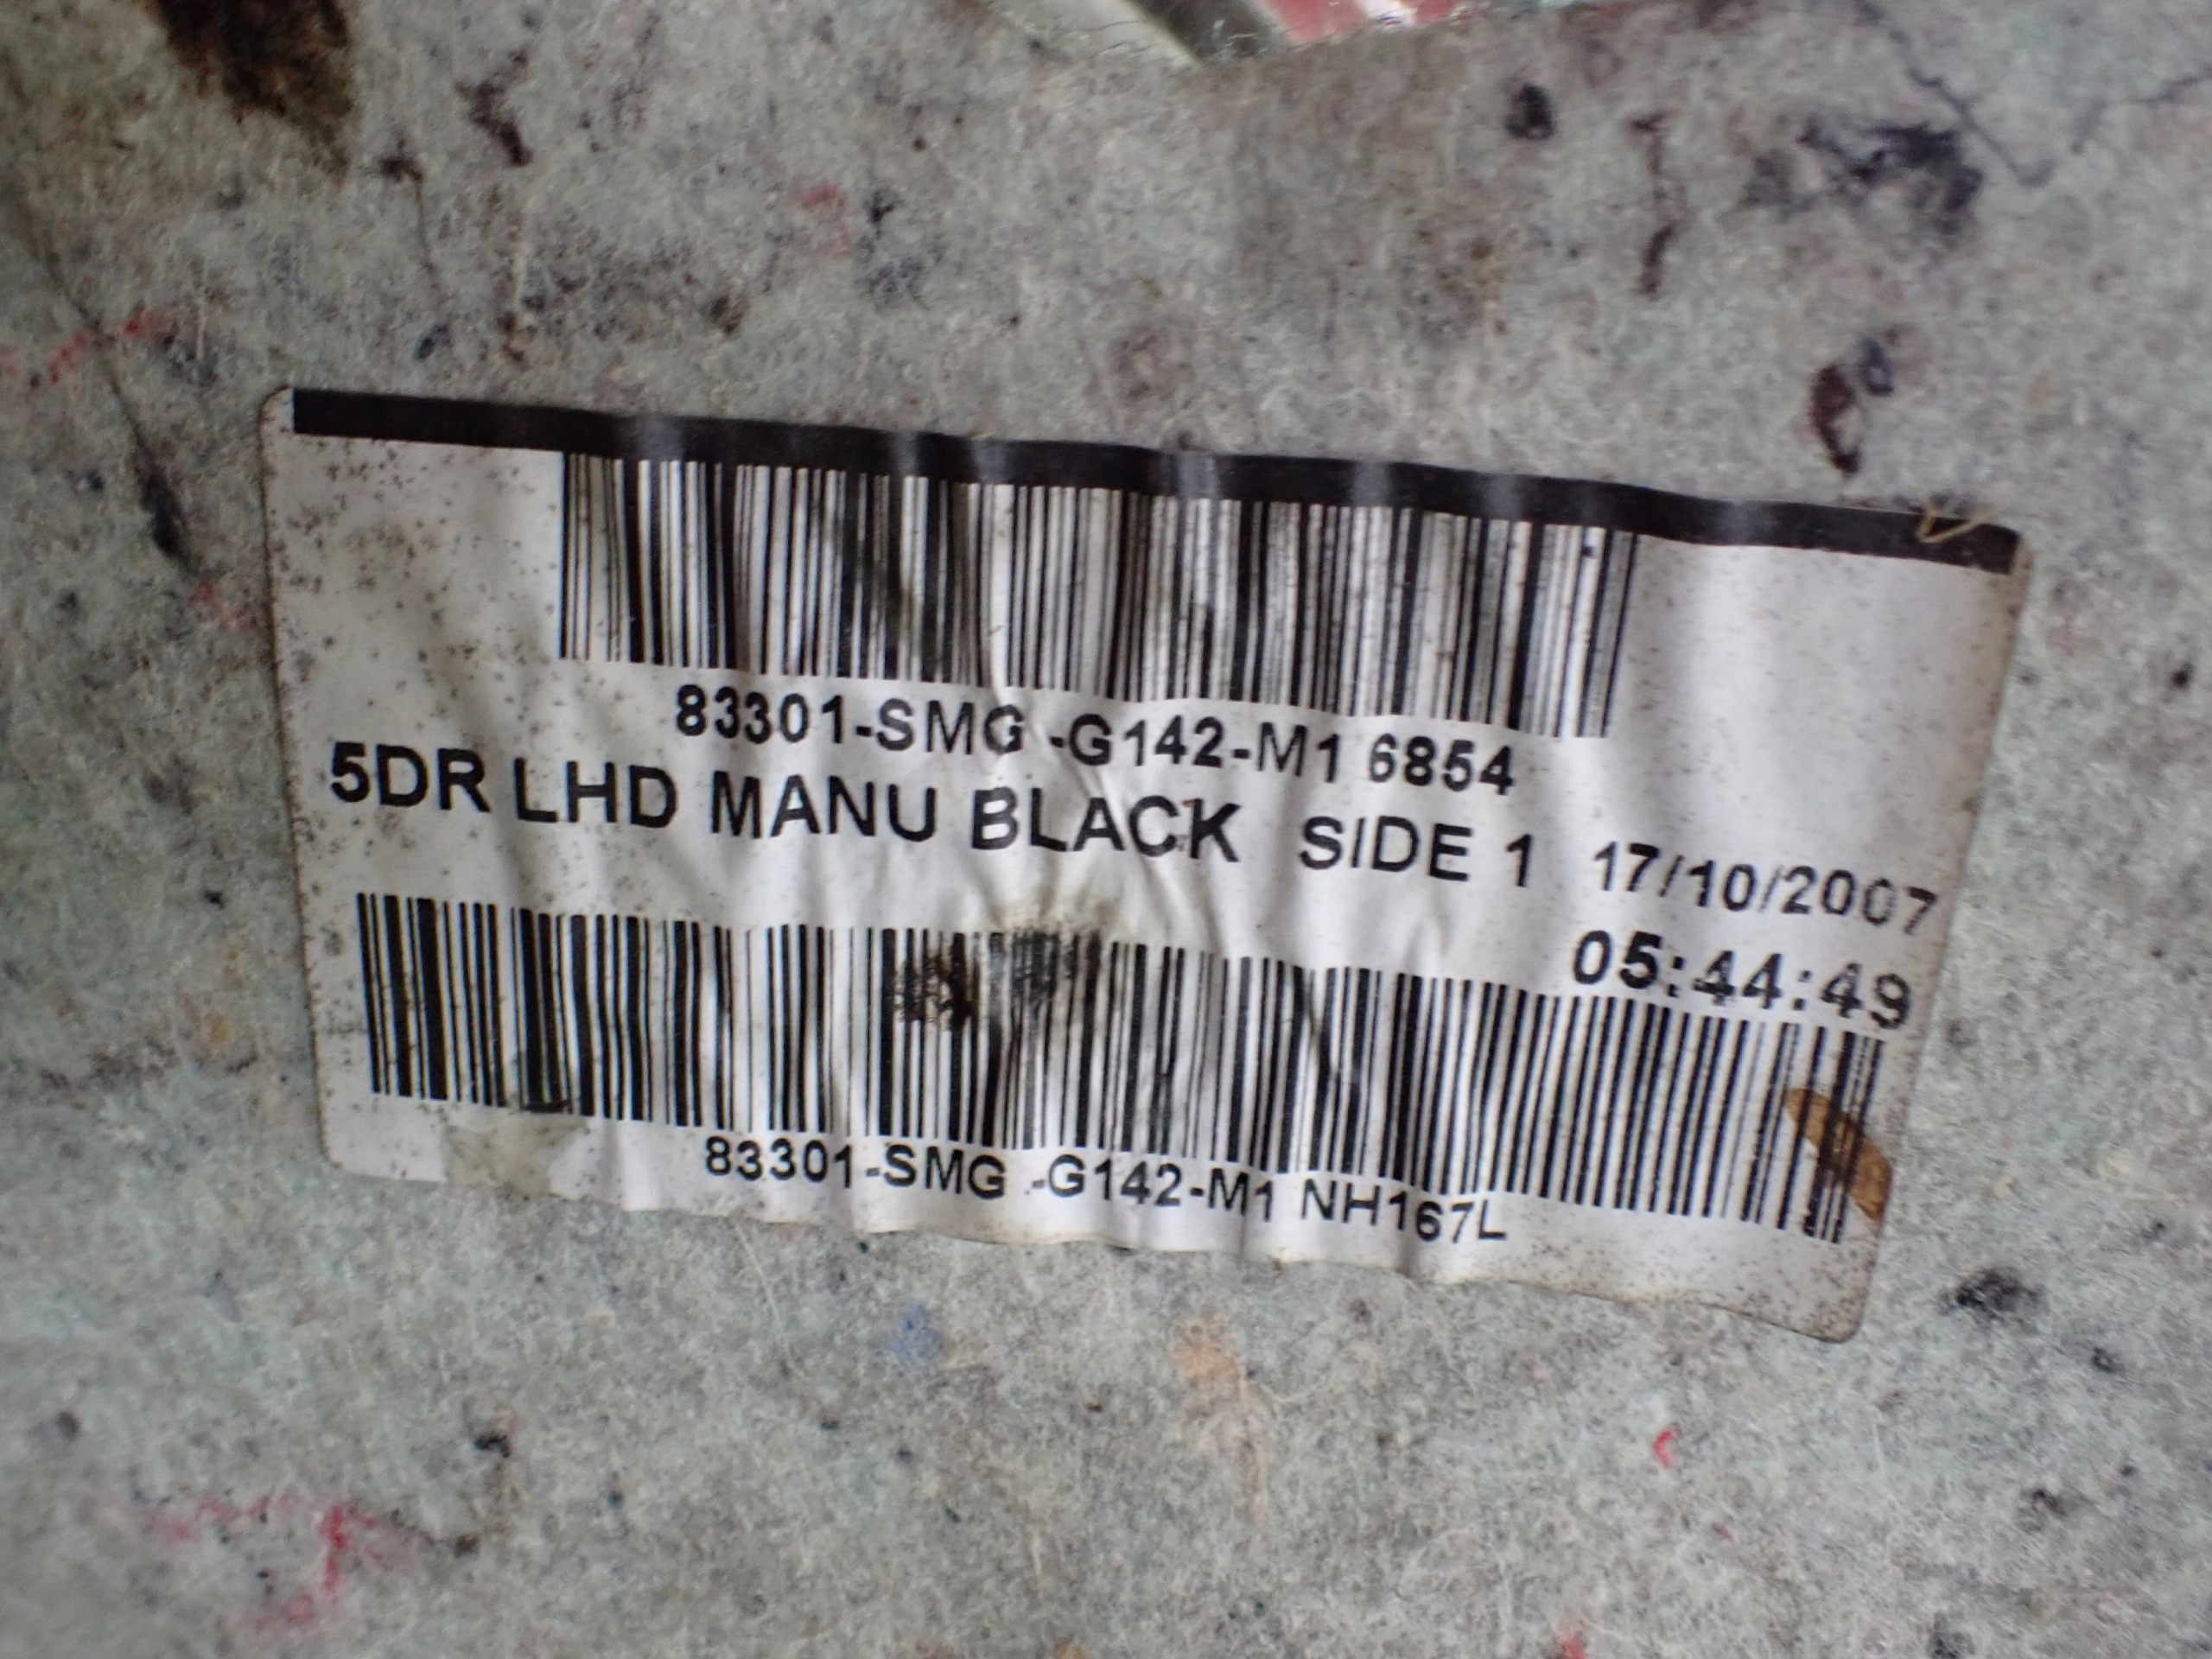 83301-SMG -G142-M1 6854
5DR LHD MANU BLACK SIDE 1 17/10/2007
05:44:49
83301-SMG -G142-M1 NH167L